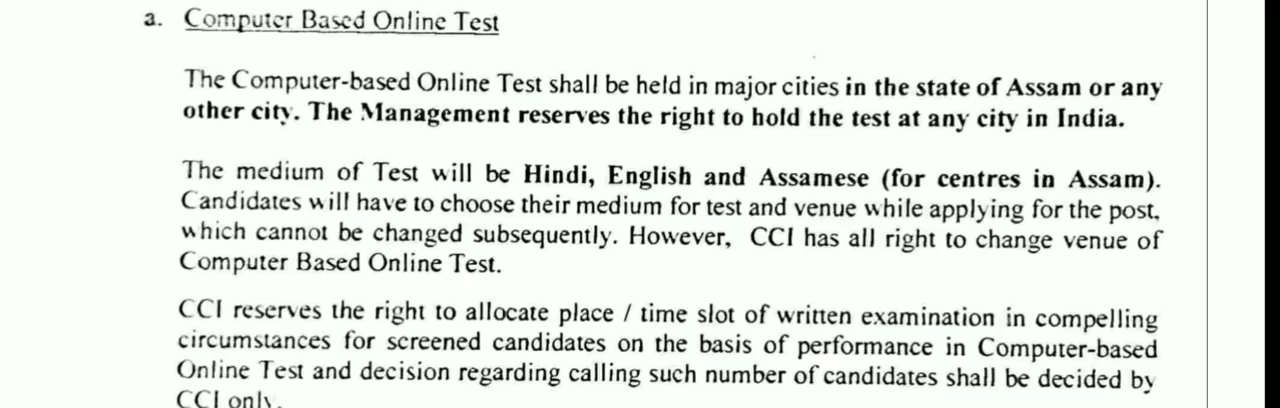 a. Computer Based Online Test
The Computer-based Online Test shall be held in major cities in the state of Assam or any
other city. The Management reserves the right to hold the test at any city in India.
The medium of Test will be Hindi, English and Assamese (for centres in Assam).
Candidates will have to choose their medium for test and venue while applying for the post,
which cannot be changed subsequently. However, CCI has all right to change venue of
Computer Based Online Test.
CCI reserves the right to allocate place / time slot of written examination in compelling
circumstances for screened candidates on the basis of performance in Computer-based
Online Test and decision regarding calling such number of candidates shall be decided by
CCI only.